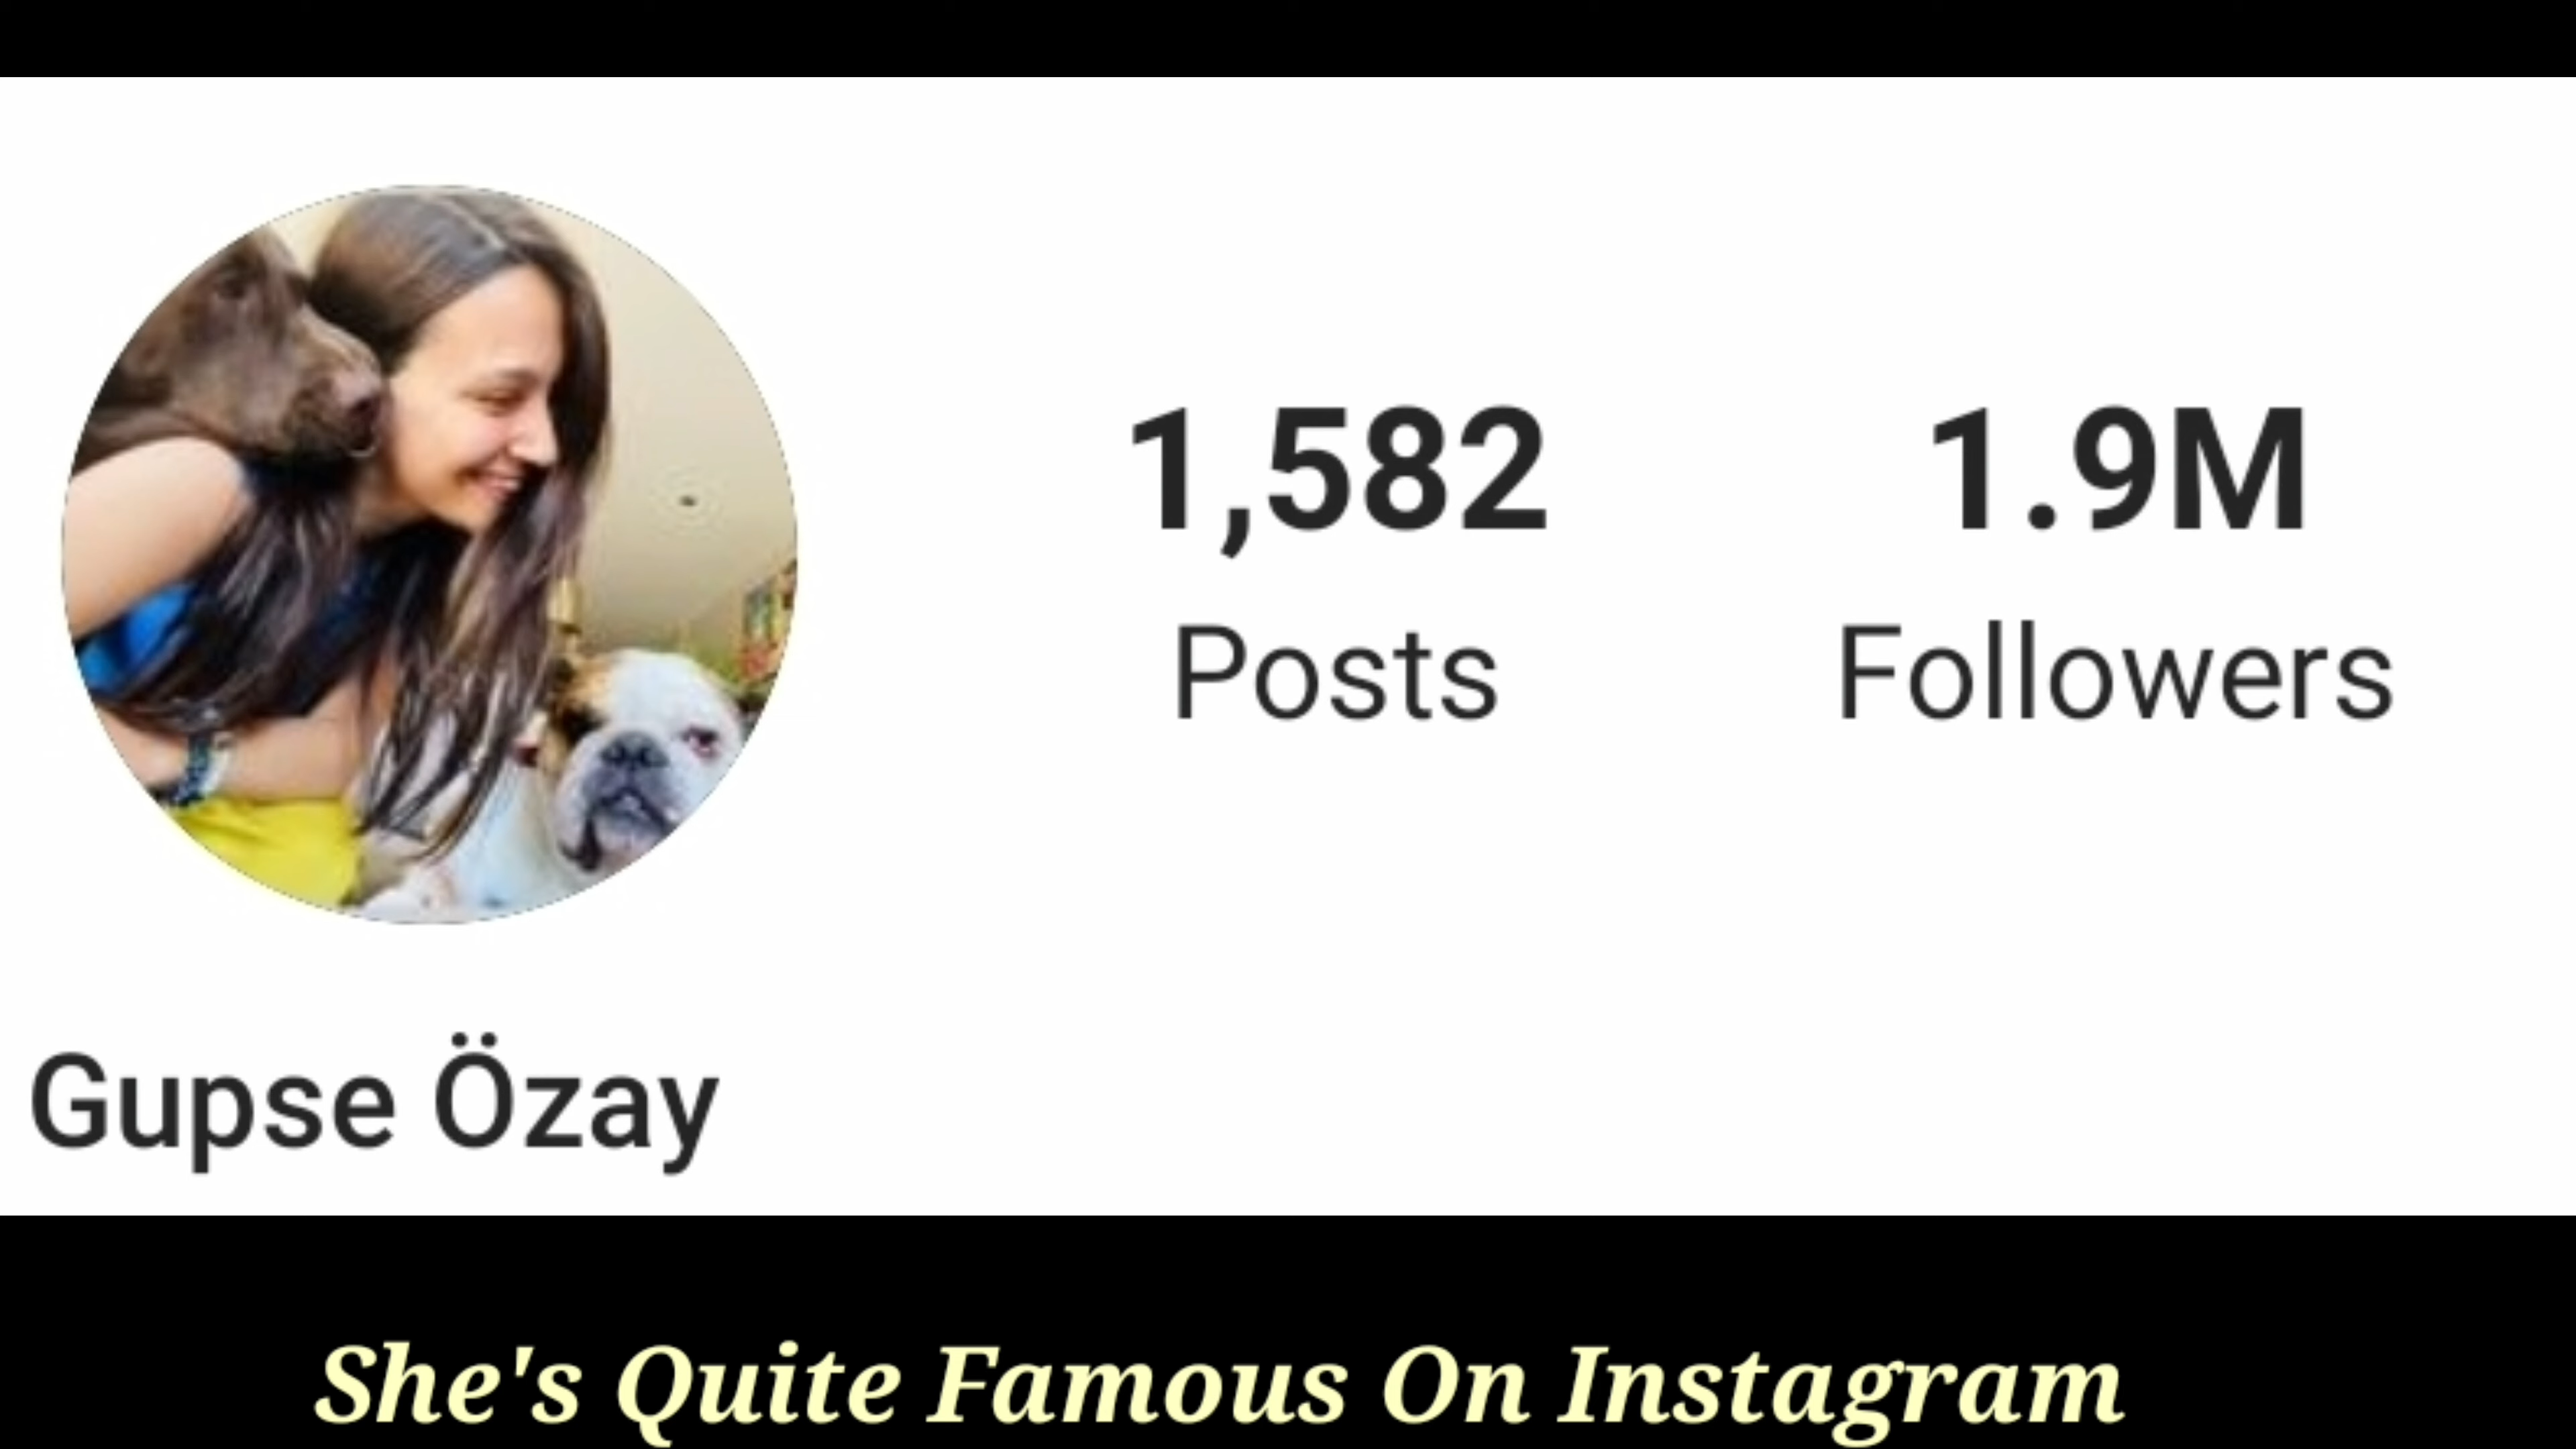 1,582
Posts
1.9M
Followers
Gupse Özay
She's Quite Famous On Instagram